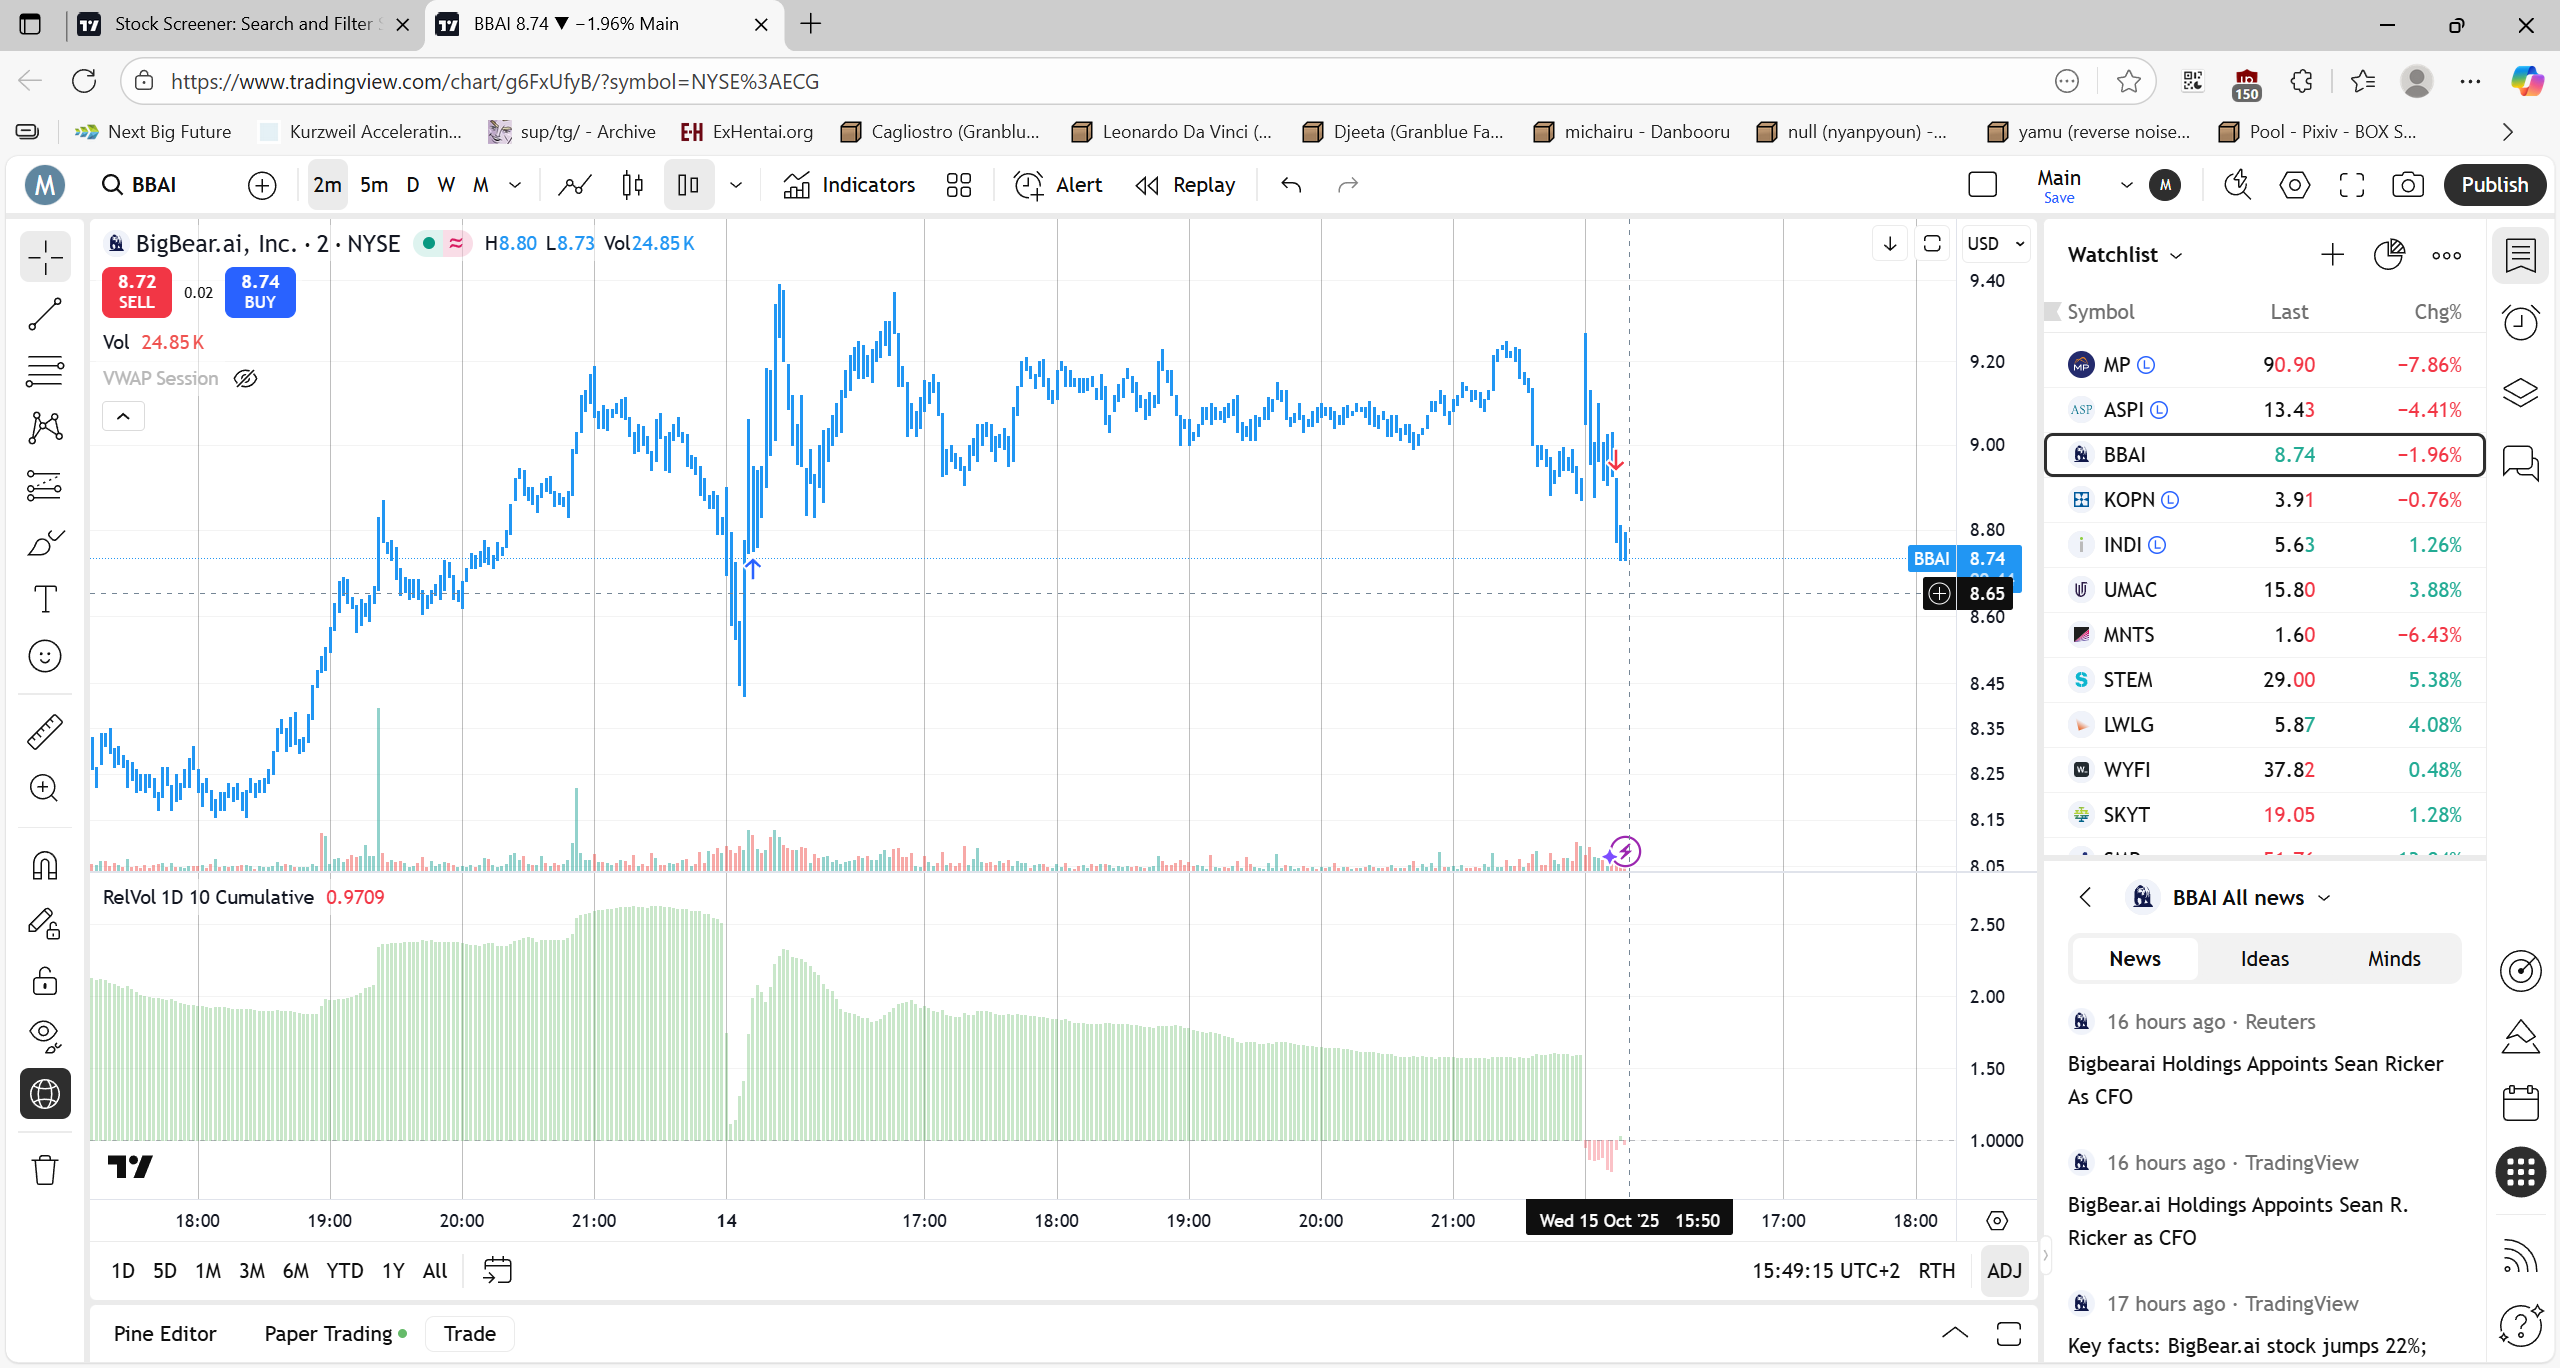 Stock Screener: Search and Filter S
BBAI 8.74 ▼ −1.96% Main
https://www.tradingview.com/chart/g6FxUfyB/?symbol=NYSE%3AECG
150
Next Big Future
Kurzweil Acceleratin...
sup/tg/ - Archive
EH ExHentai.org
Cagliostro (Granblu...
Leonardo Da Vinci (...
Djeeta (Granblue Fa...
michairu - Danbooru
null (nyanpyoun) -...
yamu (reverse noise...
Pool - Pixiv - BOX S...
M
BBAI
2m 5m D W M
Indicators
Alert
Replay
Main
Save
M
Publish
BigBear.ai, Inc. · 2 · NYSE
H8.80 L8.73 Vol24.85 K
8.72
SELL
0.02
8.74
BUY
Vol 24.85 K
VWAP Session
USD
9.40
9.20
9.00
8.80
BBAI 8.74
8.65
8.60
8.45
8.35
8.25
8.15
8.05
RelVol 1D 10 Cumulative 0.9709
2.50
2.00
1.50
1.0000
18:00
19:00
20:00
21:00
14
17:00
18:00
19:00
20:00
21:00
Wed 15 Oct '25 15:50
17:00
18:00
1D 5D 1M 3M 6M YTD 1Y All
15:49:15 UTC+2
RTH
ADJ
Pine Editor
Paper Trading
Trade
Watchlist
Symbol Last Chg%
MP L 90.90 −7.86%
ASP ASPI L 13.43 −4.41%
BBAI 8.74 −1.96%
KOPN L 3.91 −0.76%
INDI L 5.63 1.26%
UMAC 15.80 3.88%
MNTS 1.60 −6.43%
STEM 29.00 5.38%
LWLG 5.87 4.08%
WYFI 37.82 0.48%
SKYT 19.05 1.28%
BBAI All news
News
Ideas
Minds
16 hours ago · Reuters
Bigbearai Holdings Appoints Sean Ricker
As CFO
16 hours ago · TradingView
BigBear.ai Holdings Appoints Sean R.
Ricker as CFO
17 hours ago · TradingView
Key facts: BigBear.ai stock jumps 22%;